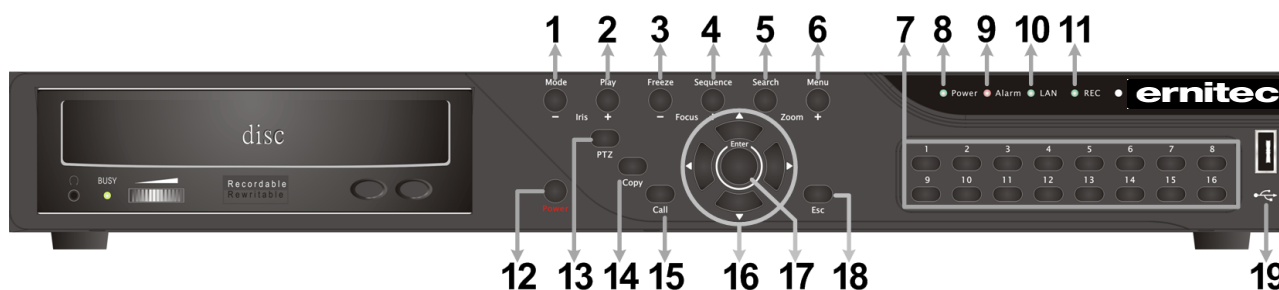 1 2 3 4 5 6 7 8 9 10 11
Mode Play Freeze Sequence Search Menu
Power Alarm LAN REC ernitec
− Iris + − Focus + Zoom +
disc
PTZ
Enter
1 2 3 4 5 6 7 8
BUSY
Recordable
Rewritable
Copy
9 10 11 12 13 14 15 16
Power Call Esc
12 13 14 15 16 17 18 19